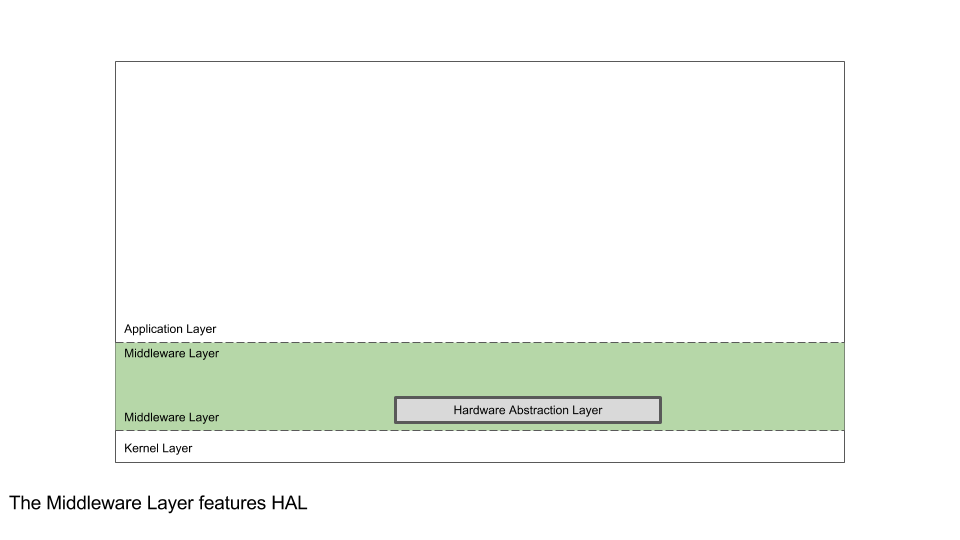 Application Layer
Middleware Layer
Hardware Abstraction Layer
Middleware Layer
Kernel Layer
The Middleware Layer features HAL